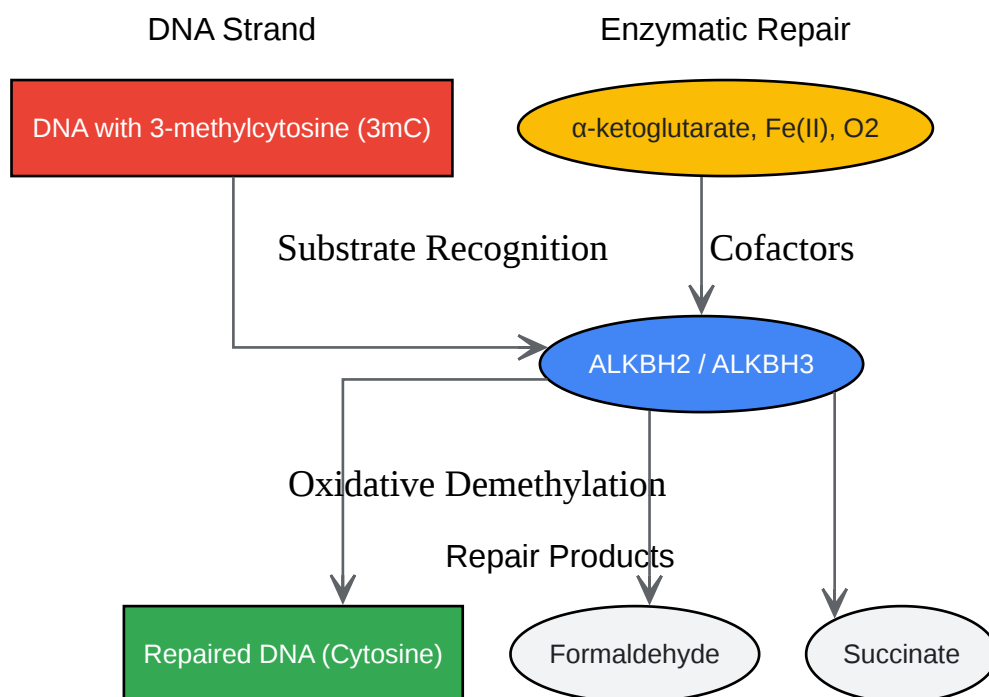 DNA Strand
Enzymatic Repair
DNA with 3-methylcytosine (3mC)
α-ketoglutarate, Fe(II), O2
Substrate Recognition
Cofactors
ALKBH2 / ALKBH3
Oxidative Demethylation
Repair Products
Repaired DNA (Cytosine)
Formaldehyde
Succinate